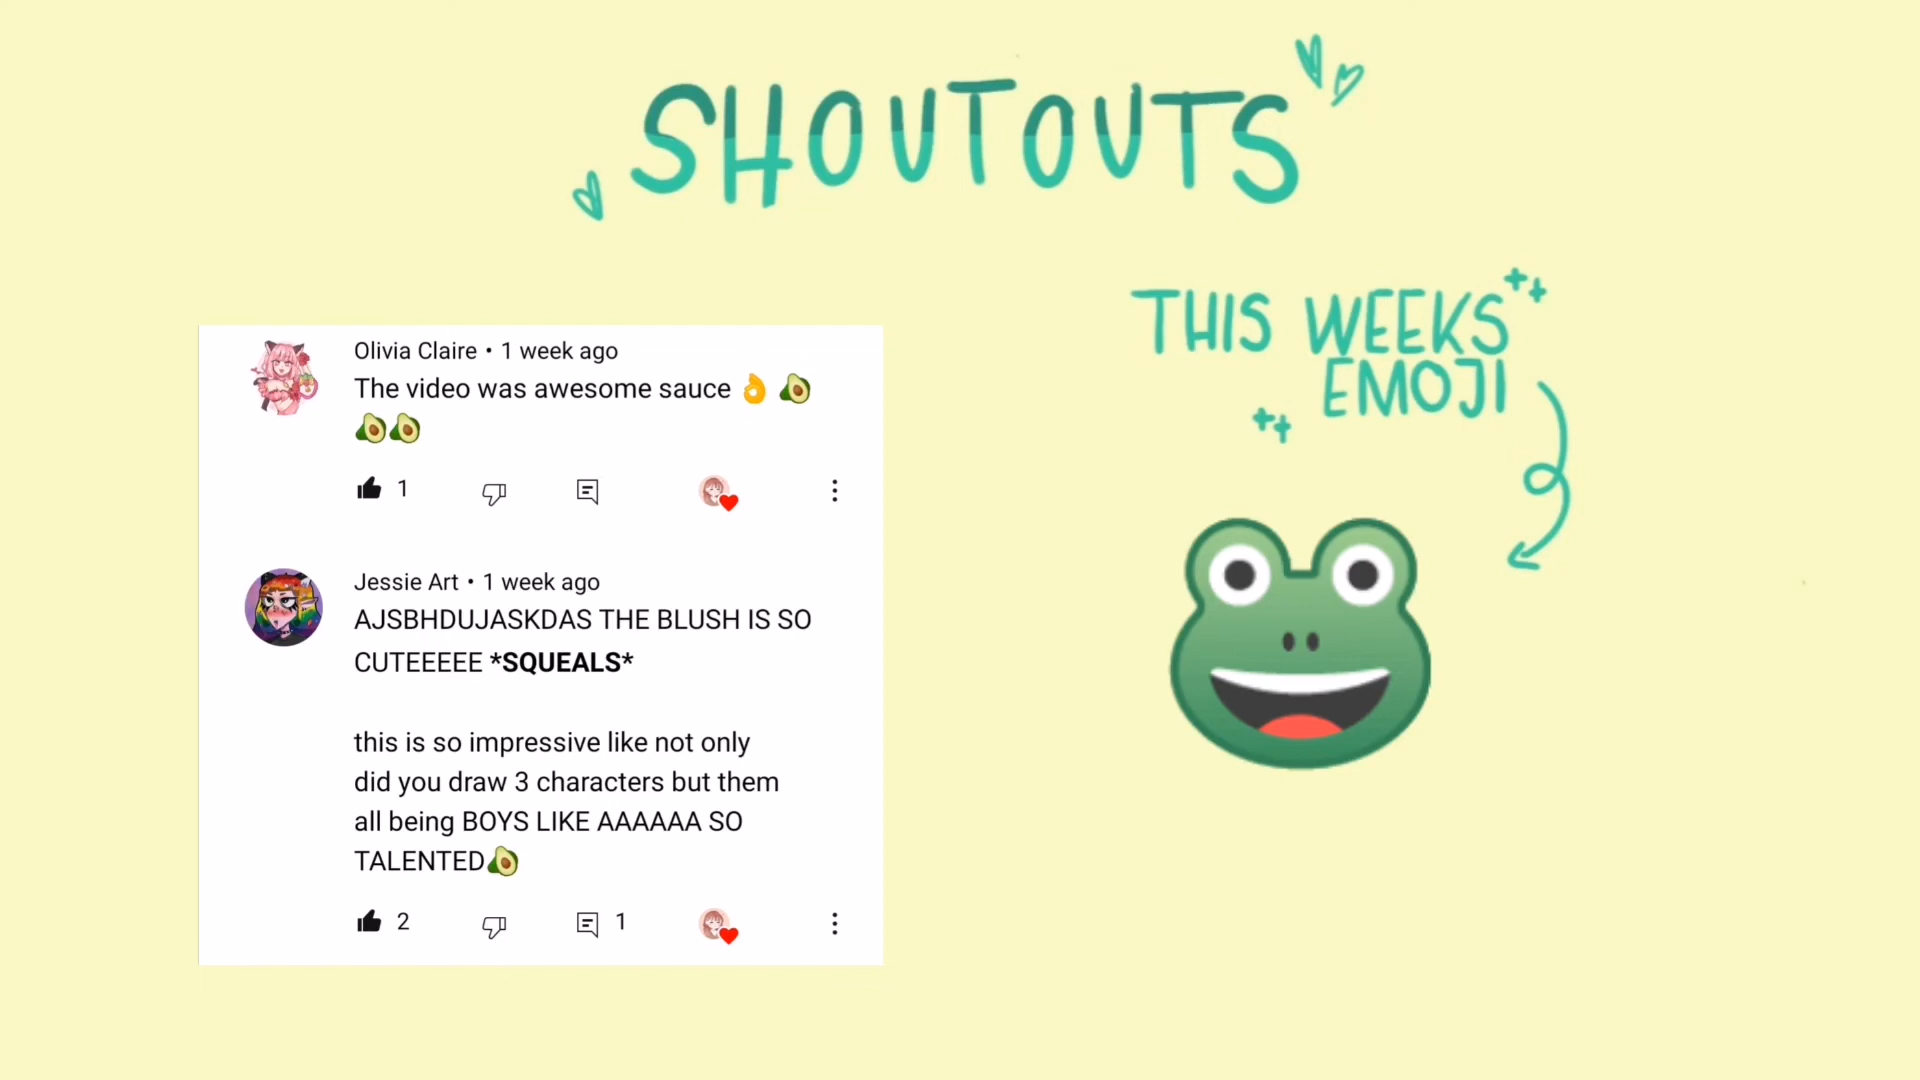 SHOUTOUTS
THIS WEEKS
EMOJI
Olivia Claire • 1 week ago
The video was awesome sauce 👌 🥑
🥑🥑
1
Jessie Art • 1 week ago
AJSBHDUJASKDAS THE BLUSH IS SO
CUTEEEEE *SQUEALS*
this is so impressive like not only
did you draw 3 characters but them
all being BOYS LIKE AAAAAA SO
TALENTED🥑
2 1